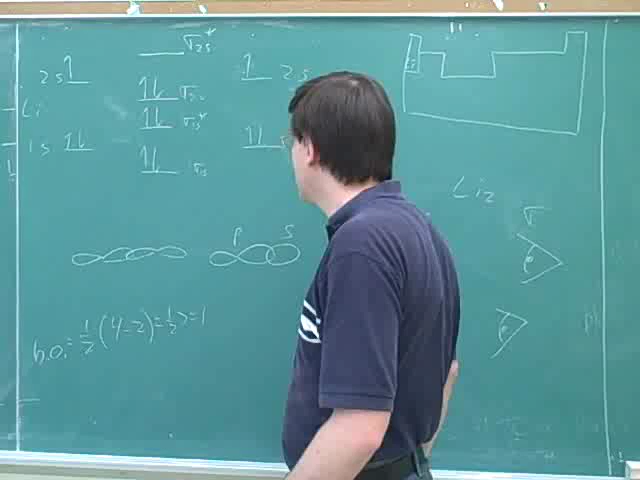 σ2s*
2s 1 1 2s
1L σ2s
Li 1L σ1s*
1s 1L 1L
1L σ1s
Li2
σ
P S
b.o. = 1/2 (4-2) = 1/2 2 = 1